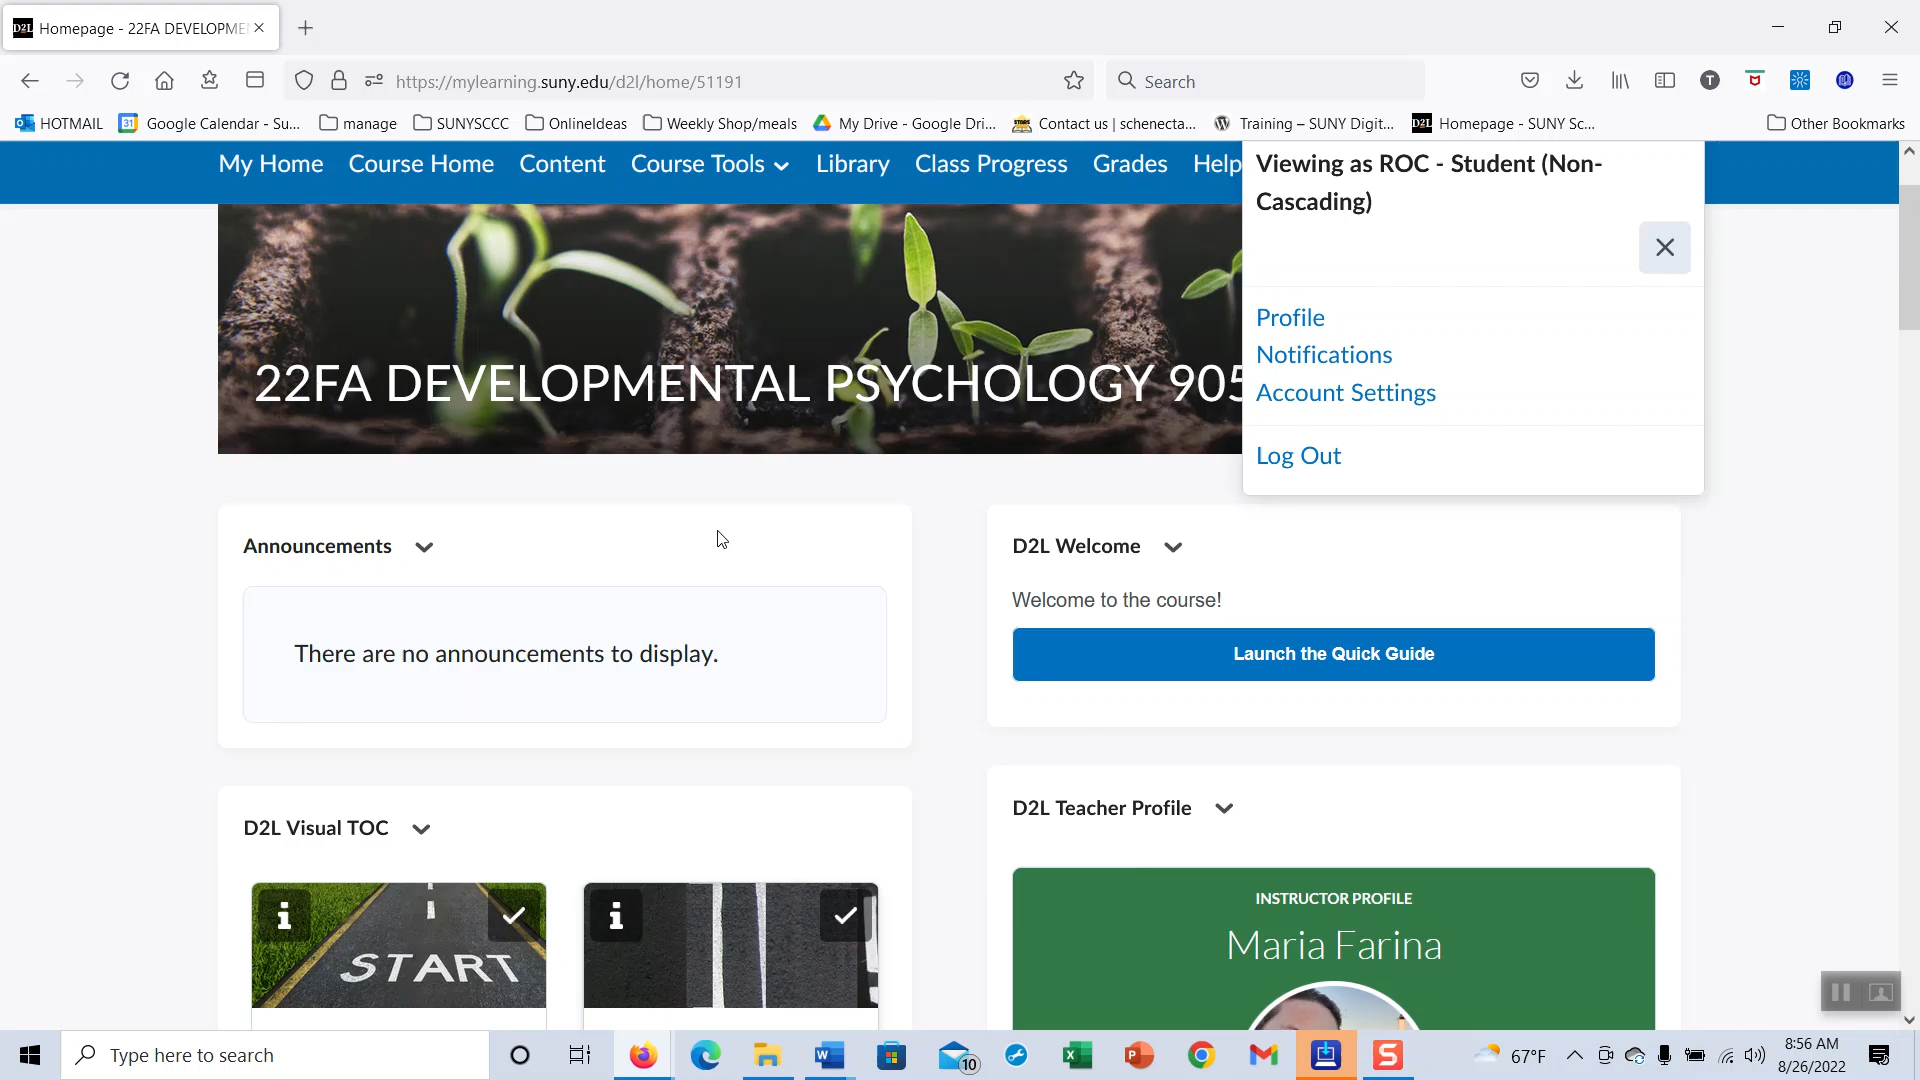 D2L Homepage - 22FA DEVELOPME
https://mylearning.suny.edu/d2l/home/51191
Search
T
HOTMAIL
31 Google Calendar - Su...
manage
SUNYSCCC
OnlineIdeas
Weekly Shop/meals
My Drive - Google Dri...
Contact us | schenecta...
Training – SUNY Digit...
D2L Homepage - SUNY Sc...
Other Bookmarks
My Home Course Home Content Course Tools Library Class Progress Grades Help
Viewing as ROC - Student (Non-
Cascading)
Profile
Notifications
Account Settings
Log Out
22FA DEVELOPMENTAL PSYCHOLOGY 905
Announcements
There are no announcements to display.
D2L Welcome
Welcome to the course!
Launch the Quick Guide
D2L Visual TOC
START
D2L Teacher Profile
INSTRUCTOR PROFILE
Maria Farina
Type here to search
10
67°F
8:56 AM
8/26/2022